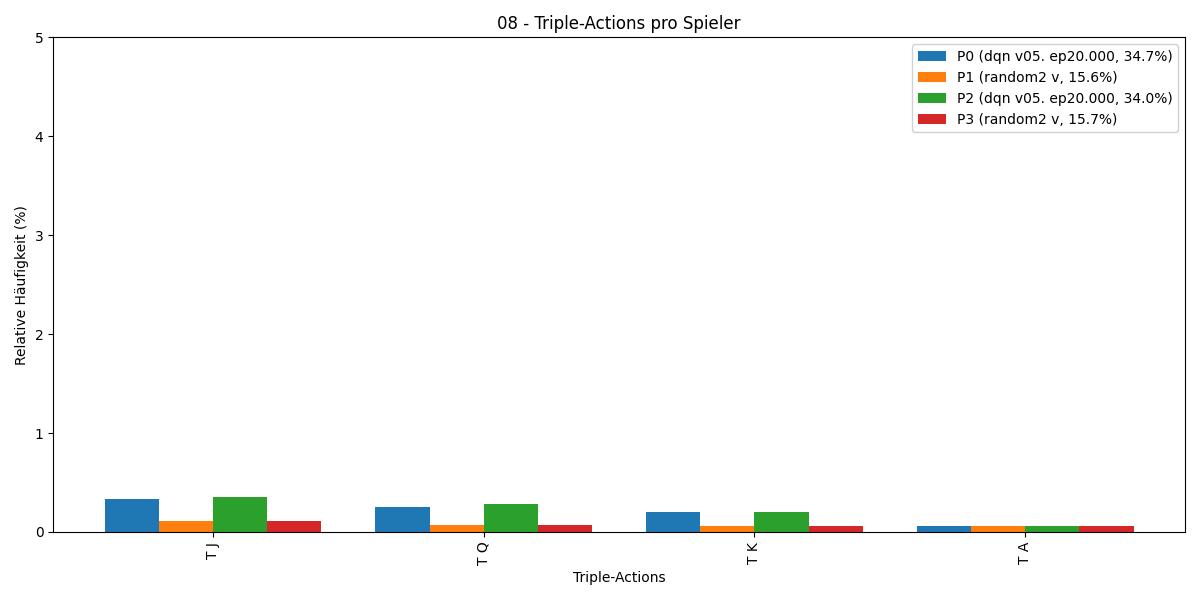 08 - Triple-Actions pro Spieler
P0 (dqn v05. ep20.000, 34.7%)
P1 (random2 v, 15.6%)
P2 (dqn v05. ep20.000, 34.0%)
P3 (random2 v, 15.7%)
Relative Häufigkeit (%)
5
4
3
2
1
0
T J
T Q
T K
T A
Triple-Actions